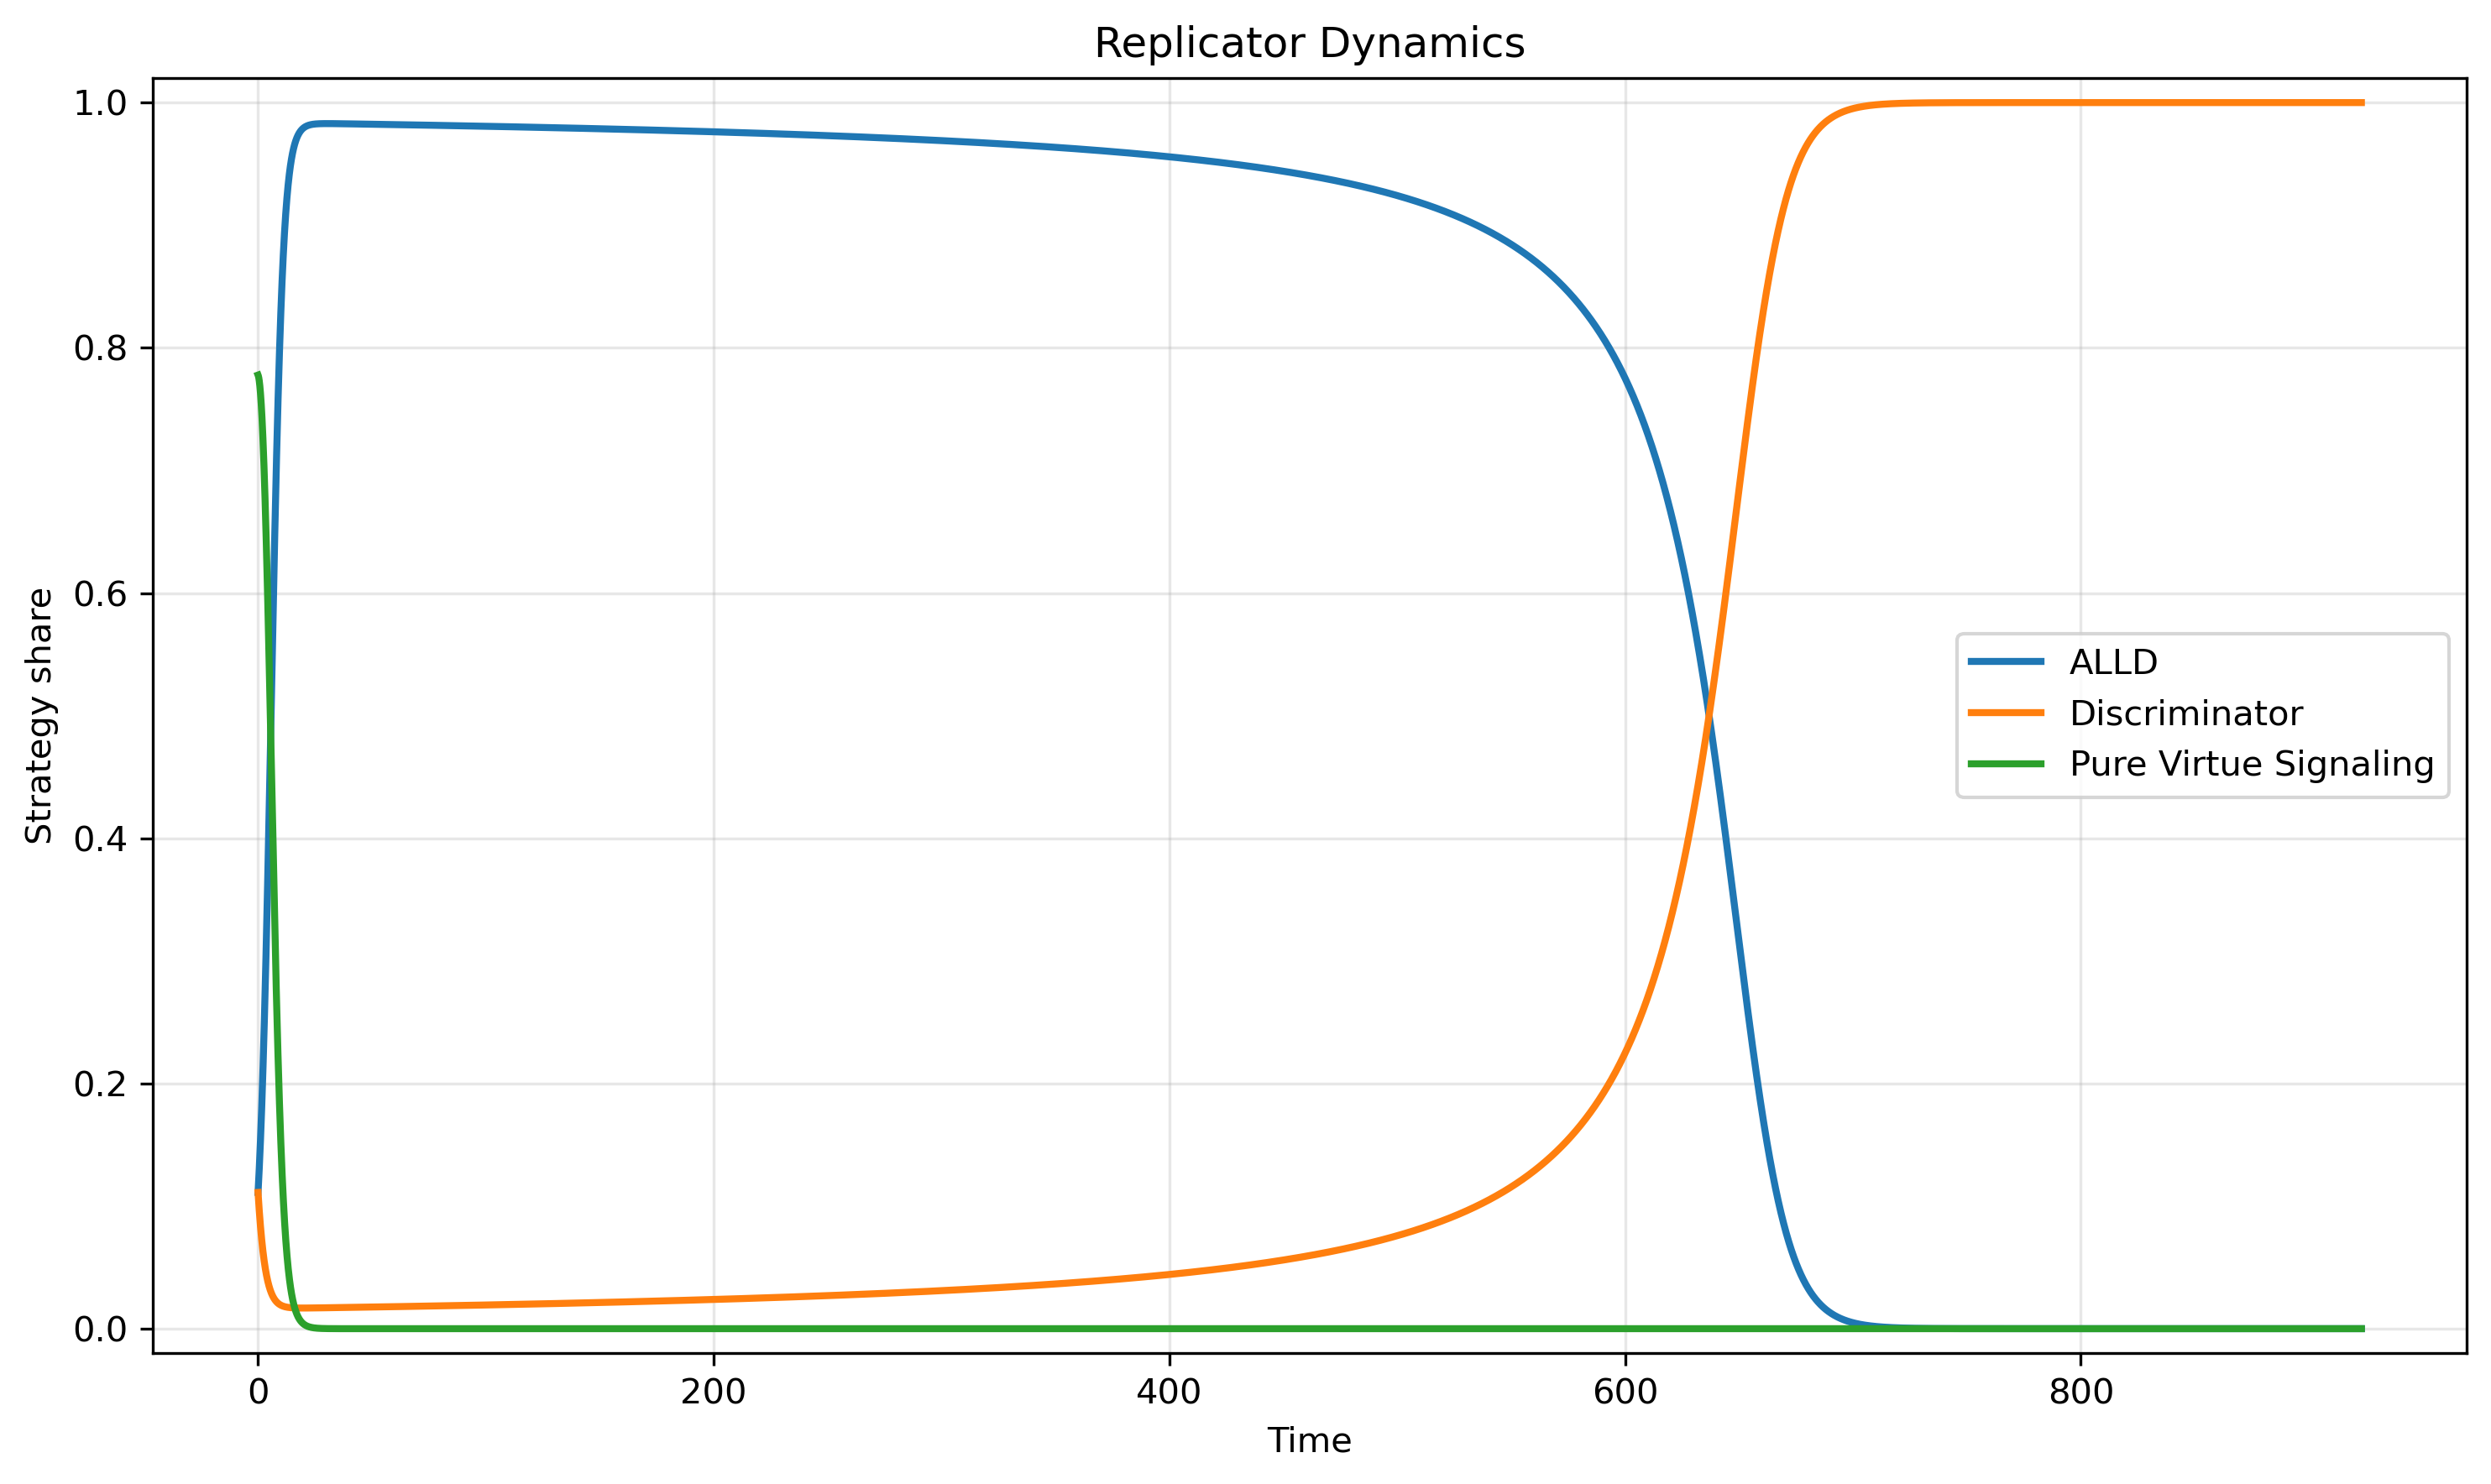 Replicator Dynamics
Strategy share
1.0
0.8
0.6
0.4
0.2
0.0
ALLD
Discriminator
Pure Virtue Signaling
0
200
400
600
800
Time